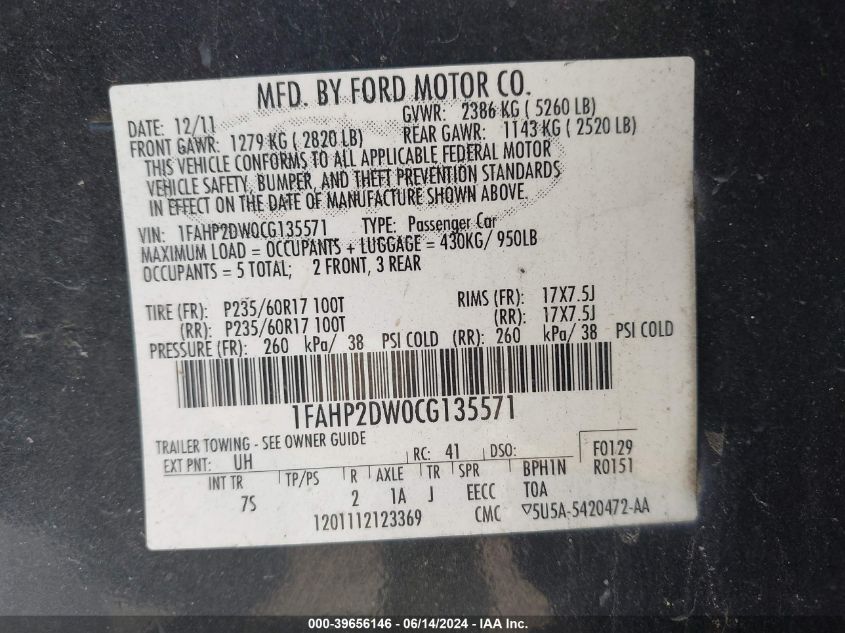 MFD. BY FORD MOTOR CO.
DATE: 12/11 GVWR: 2386 KG ( 5260 LB)
FRONT GAWR: 1279 KG ( 2820 LB) REAR GAWR: 1143 KG ( 2520 LB)
THIS VEHICLE CONFORMS TO ALL APPLICABLE FEDERAL MOTOR
VEHICLE SAFETY, BUMPER, AND THEFT PREVENTION STANDARDS
IN EFFECT ON THE DATE OF MANUFACTURE SHOWN ABOVE.
VIN: 1FAHP2DW0CG135571 TYPE: Passenger Car
MAXIMUM LOAD = OCCUPANTS + LUGGAGE = 430KG/ 950LB
OCCUPANTS = 5 TOTAL; 2 FRONT, 3 REAR
TIRE (FR): P235/60R17 100T RIMS (FR): 17X7.5J
(RR): P235/60R17 100T (RR): 17X7.5J
PRESSURE (FR): 260 kPa/ 38 PSI COLD (RR): 260 kPa/ 38 PSI COLD
1FAHP2DW0CG135571
TRAILER TOWING - SEE OWNER GUIDE
EXT PNT: UH RC: 41 DSO: F0129
INT TR TP/PS R AXLE TR SPR BPH1N R0151
7S 2 1A J EECC TOA
1201112123369 CMC ▽5U5A-5420472-AA
000-39656146 - 06/14/2024 - IAA Inc.